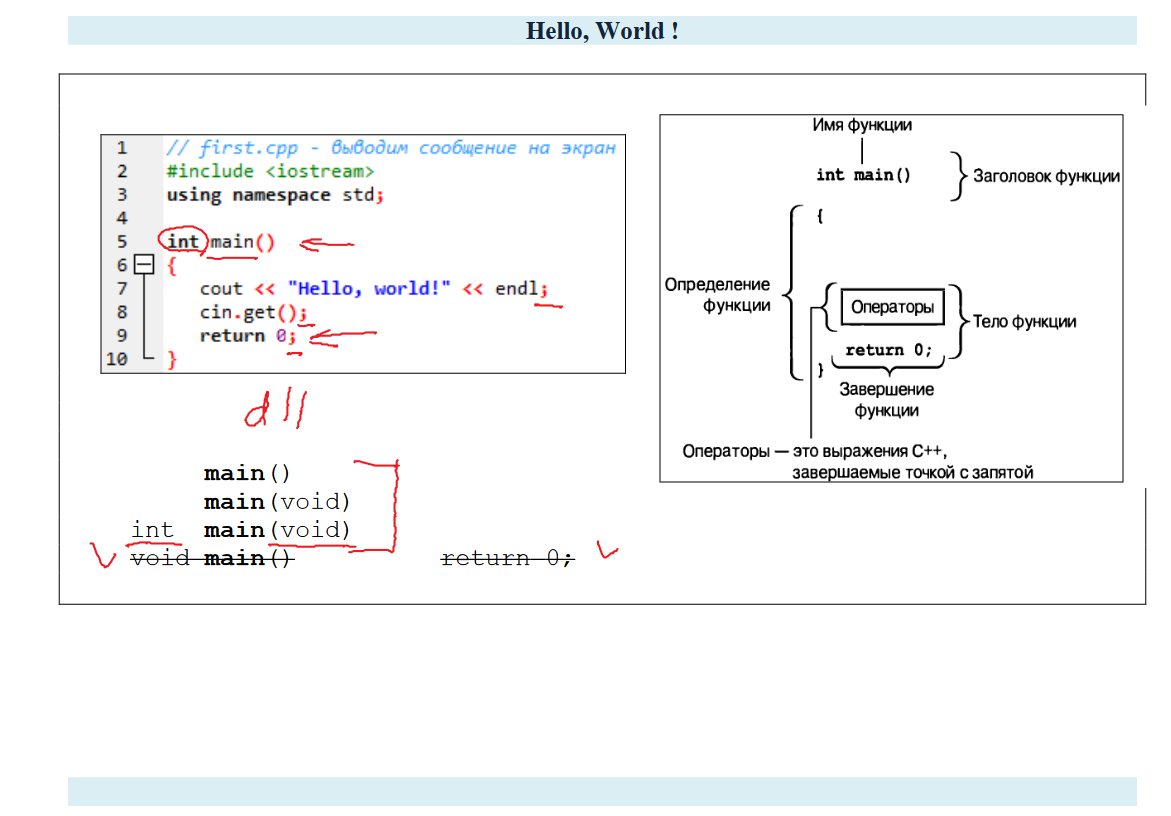 Hello, World !
1 // first.cpp - выводим сообщение на экран
2 #include <iostream>
3 using namespace std;
4
5 int main()
6 {
7 cout << "Hello, world!" << endl;
8 cin.get();
9 return 0;
10 }
dll
main()
main(void)
int main(void)
void main() return 0;
Имя функции
int main()
Заголовок функции
{
Определение
функции
Операторы
Тело функции
return 0;
}
Завершение
функции
Операторы — это выражения C++,
завершаемые точкой с запятой